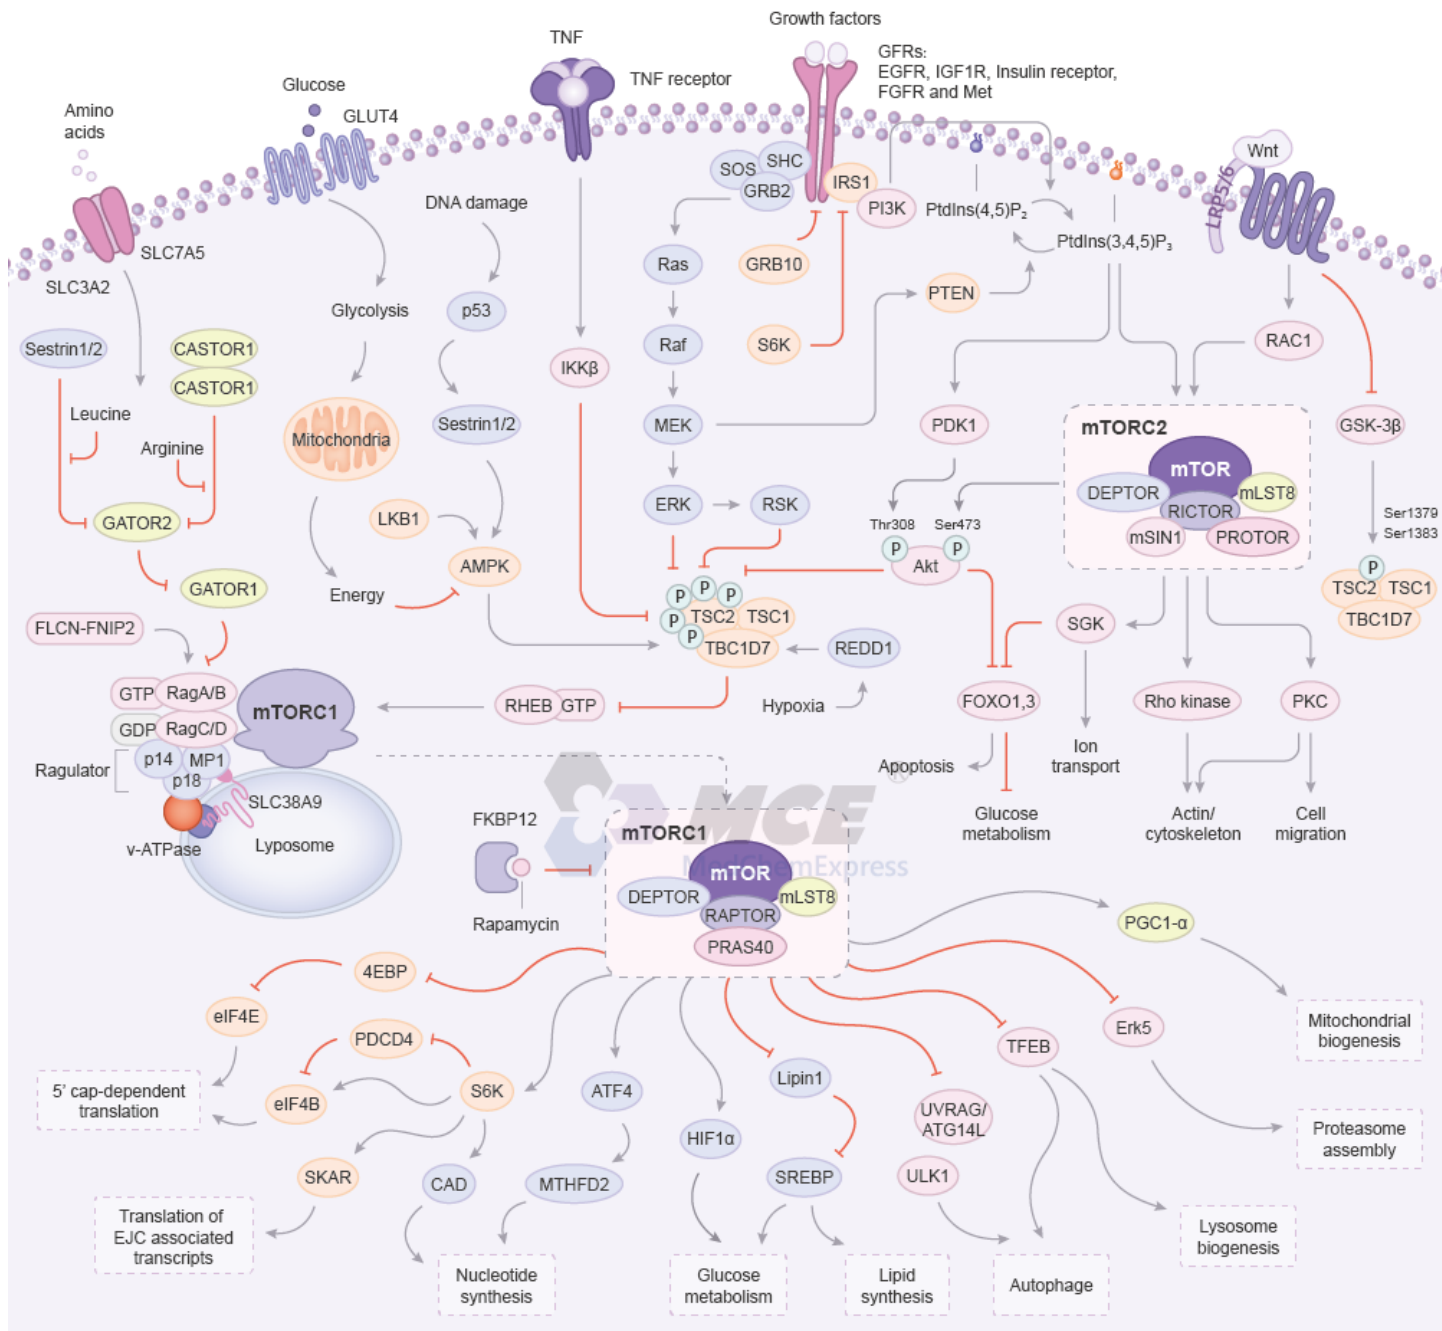 Growth factors
TNF
GFRs:
EGFR, IGF1R, Insulin receptor,
FGFR and Met
TNF receptor
Glucose
GLUT4
Amino
acids
Wnt
LRP5/6
SOS
SHC
GRB2
IRS1
PI3K
PtdIns(4,5)P₂
PtdIns(3,4,5)P₃
DNA damage
SLC7A5
SLC3A2
Ras
GRB10
PTEN
Glycolysis
p53
Sestrin1/2
CASTOR1
CASTOR1
IKKβ
Raf
S6K
RAC1
Leucine
Arginine
Mitochondria
Sestrin1/2
MEK
PDK1
mTORC2
GSK-3β
mTOR
DEPTOR
mLST8
RICTOR
mSIN1
PROTOR
GATOR2
LKB1
ERK
RSK
Thr308
Ser473
P
P
Akt
Ser1379
Ser1383
P
TSC2
TSC1
TBC1D7
GATOR1
Energy
AMPK
P
P
P
P
P
TSC2
TSC1
TBC1D7
REDD1
Hypoxia
SGK
FLCN-FNIP2
GTP
RagA/B
GDP
RagC/D
mTORC1
RHEB
GTP
FOXO1,3
Rho kinase
PKC
Ragulator
p14
MP1
p18
SLC38A9
v-ATPase
Lyposome
Apoptosis
Glucose
metabolism
Ion
transport
Actin/
cytoskeleton
Cell
migration
MCE
®
MedChemExpress
FKBP12
Rapamycin
mTORC1
mTOR
DEPTOR
mLST8
RAPTOR
PRAS40
PGC1-α
4EBP
eIF4E
PDCD4
eIF4B
S6K
ATF4
Lipin1
TFEB
Erk5
Mitochondrial
biogenesis
5' cap-dependent
translation
HIF1α
UVRAG/
ATG14L
Proteasome
assembly
SKAR
CAD
MTHFD2
SREBP
ULK1
Translation of
EJC associated
transcripts
Lysosome
biogenesis
Nucleotide
synthesis
Glucose
metabolism
Lipid
synthesis
Autophage